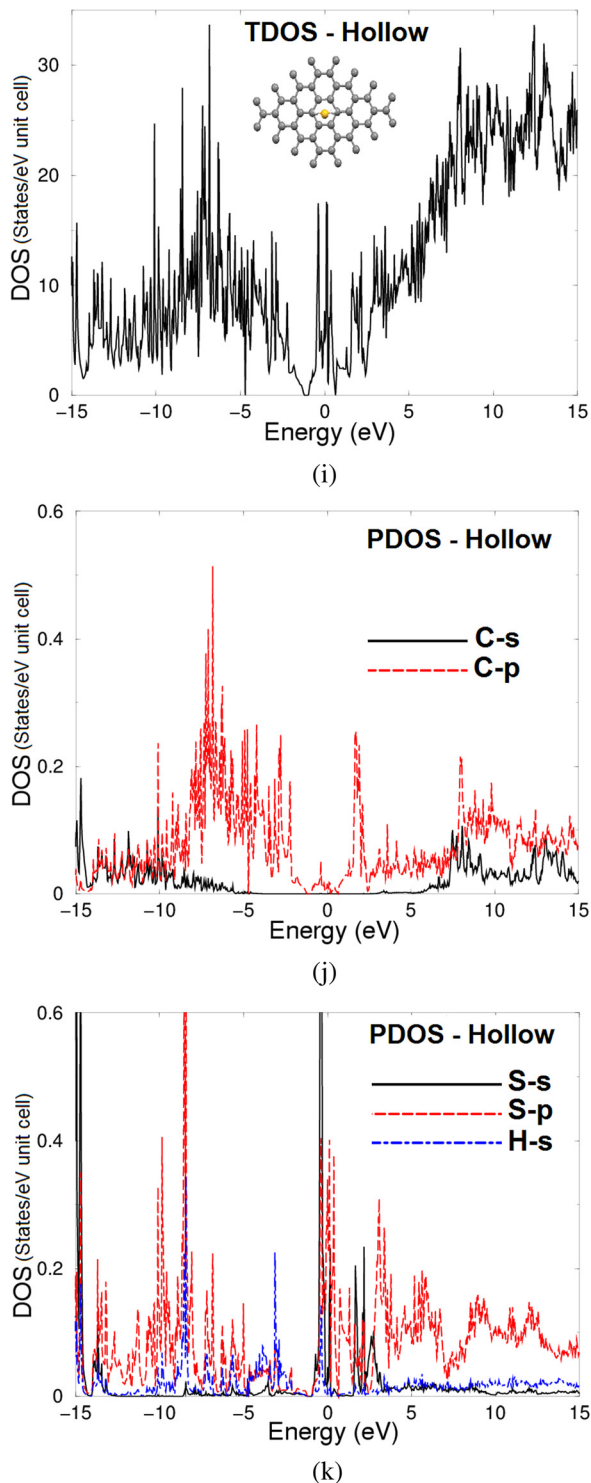 TDOS - Hollow
DOS (States/eV unit cell)
30
20
10
0
−15 −10 −5 0 5 10 15
Energy (eV)
(i)
PDOS - Hollow
C-s
C-p
DOS (States/eV unit cell)
0.6
0.4
0.2
0
−15 −10 −5 0 5 10 15
Energy (eV)
(j)
PDOS - Hollow
S-s
S-p
H-s
DOS (States/eV unit cell)
0.6
0.4
0.2
0
−15 −10 −5 0 5 10 15
Energy (eV)
(k)